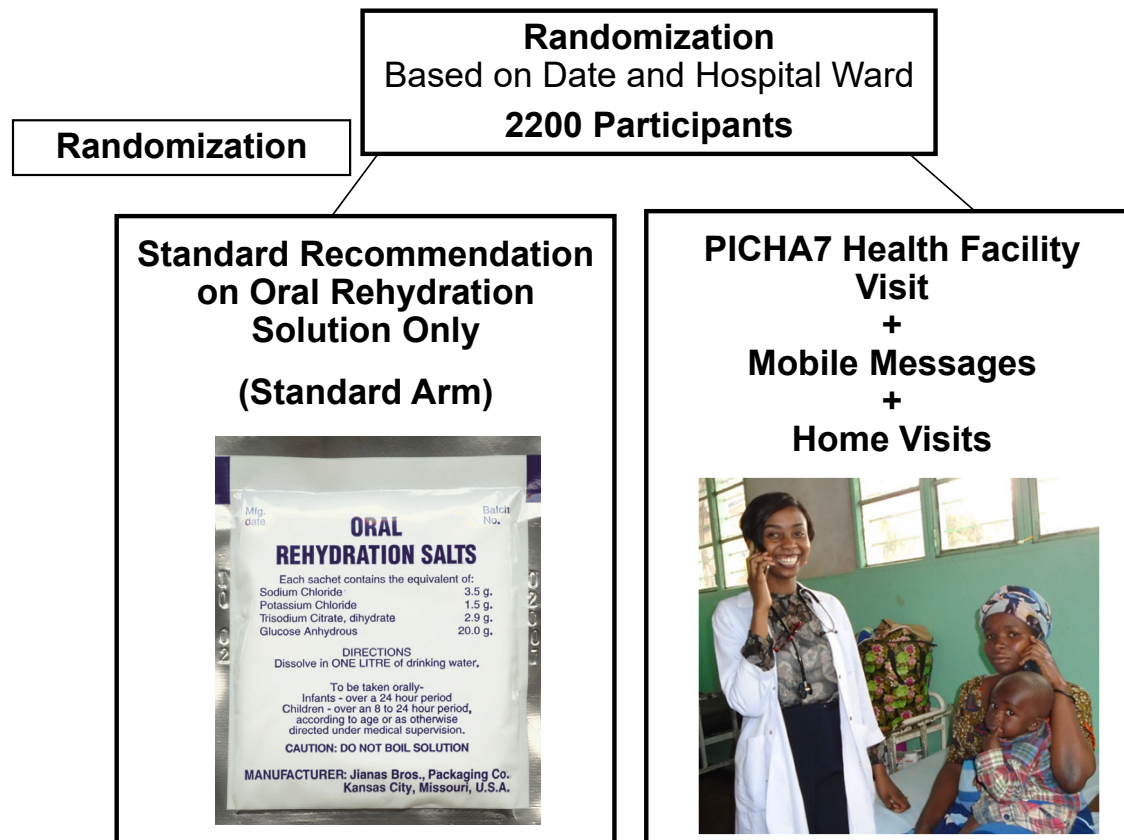 Randomization
Based on Date and Hospital Ward
2200 Participants
Randomization
Standard Recommendation
on Oral Rehydration
Solution Only
(Standard Arm)
Mfg.
date
Batch
No.
ORAL
REHYDRATION SALTS
Each sachet contains the equivalent of:
Sodium Chloride 3.5 g.
Potassium Chloride 1.5 g.
Trisodium Citrate, dihydrate 2.9 g.
Glucose Anhydrous 20.0 g.
DIRECTIONS
Dissolve in ONE LITRE of drinking water.
To be taken orally-
Infants - over a 24 hour period
Children - over an 8 to 24 hour period,
according to age or as otherwise
directed under medical supervision.
CAUTION: DO NOT BOIL SOLUTION
MANUFACTURER: Jianas Bros., Packaging Co.
Kansas City, Missouri, U.S.A.
PICHA7 Health Facility
Visit
+
Mobile Messages
+
Home Visits